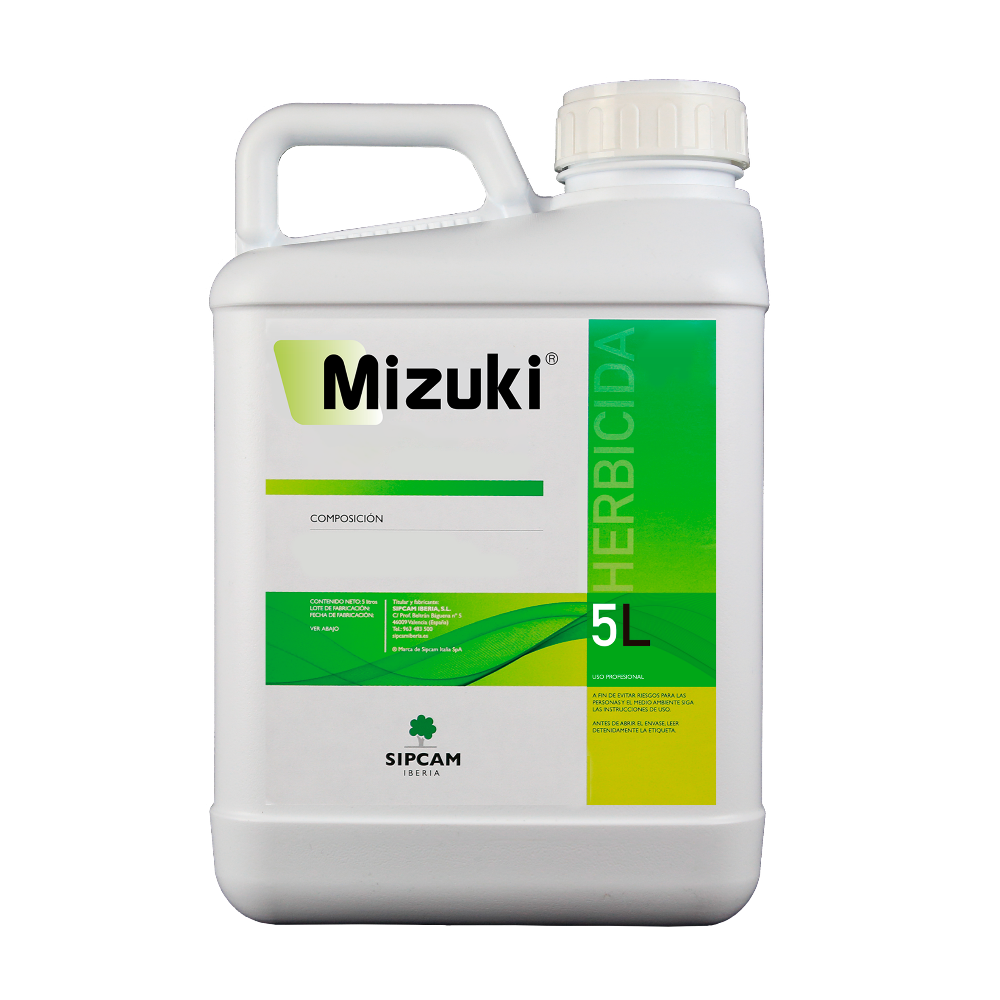 Mizuki®
HERBICIDA
COMPOSICIÓN
CONTENIDO NETO: 5 litros
LOTE DE FABRICACIÓN:
FECHA DE FABRICACIÓN:
VER ABAJO
Titular y fabricante:
SIPCAM IBERIA, S.L.
C/ Prof. Beltrán Báguena nº 5
46009 Valencia (España)
Tel.: 963 483 500
sipcamiberia.es
® Marca de Sipcam Italia SpA
5L
USO PROFESIONAL
A FIN DE EVITAR RIESGOS PARA LAS
PERSONAS Y EL MEDIO AMBIENTE SIGA
LAS INSTRUCCIONES DE USO.
ANTES DE ABRIR EL ENVASE, LEER
DETENIDAMENTE LA ETIQUETA.
SIPCAM
IBERIA